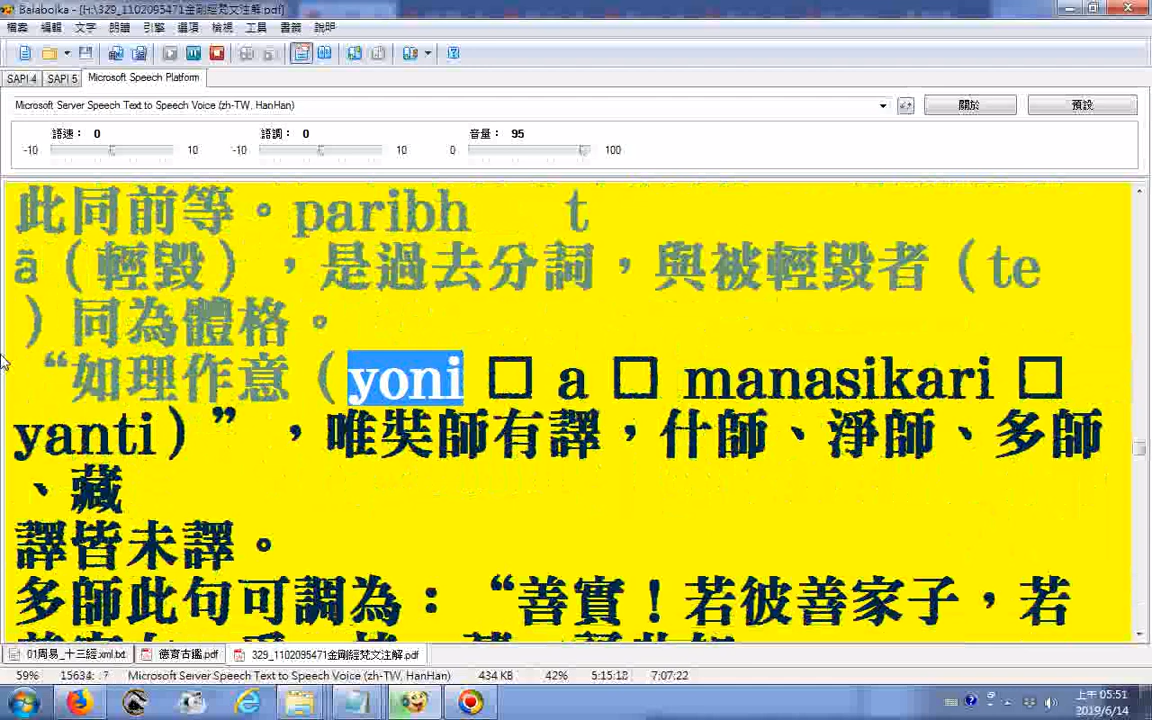 Balabolka - [H:\329_1102095471金剛經梵文注解.pdf]
檔案 編輯 文字 朗讀 引擎 選項 檢視 工具 書籤 說明
SAPI 4 SAPI 5 Microsoft Speech Platform
Microsoft Server Speech Text to Speech Voice (zh-TW, HanHan) 關於 預設
語速： 0 語調： 0 音量： 95
-10 10 -10 10 0 100
此同前等。paribh t
ā（輕毀），是過去分詞，與被輕毀者（te
）同為體格。
“如理作意（yoni □ a □ manasikari □
yanti）”，唯奘師有譯，什師、淨師、多師
、藏
譯皆未譯。
多師此句可調為：“善實！若彼善家子，若
01周易_十三經.xml.txt 德育古鑑.pdf 329_1102095471金剛經梵文注解.pdf
59% 15634: ? Microsoft Server Speech Text to Speech Voice (zh-TW, HanHan) 434 KB 42% 5:15:18 7:07:22
上午 05:51
2019/6/14